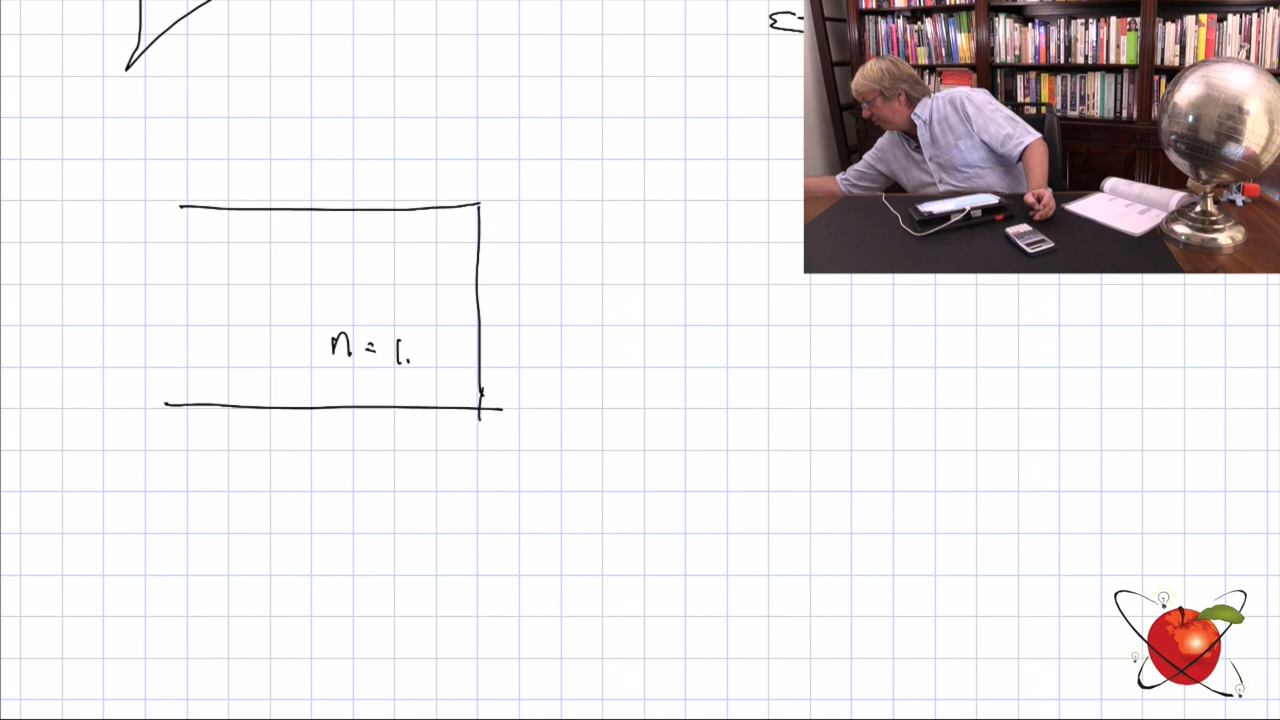 n = 1.